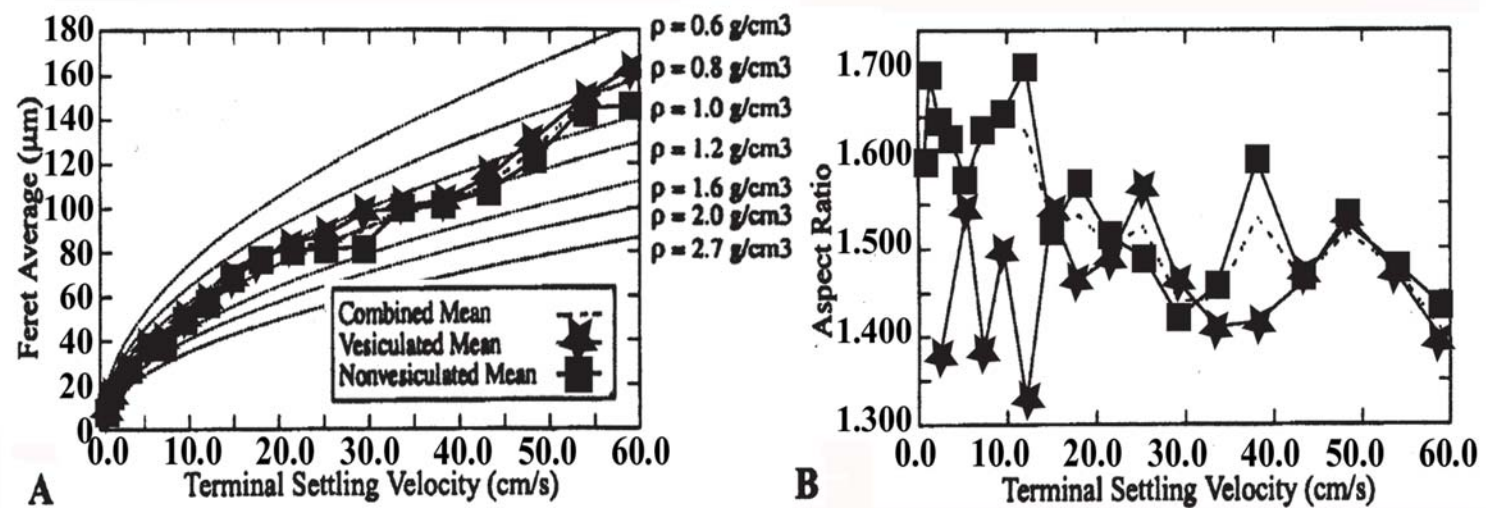 180
160
140
120
100
80
60
40
20
0
Feret Average (µm)
0.0 10.0 20.0 30.0 40.0 50.0 60.0
Terminal Settling Velocity (cm/s)
A
ρ = 0.6 g/cm3
ρ = 0.8 g/cm3
ρ = 1.0 g/cm3
ρ = 1.2 g/cm3
ρ = 1.6 g/cm3
ρ = 2.0 g/cm3
ρ = 2.7 g/cm3
Combined Mean
Vesiculated Mean
Nonvesiculated Mean
1.700
1.600
1.500
1.400
1.300
Aspect Ratio
0.0 10.0 20.0 30.0 40.0 50.0 60.0
Terminal Settling Velocity (cm/s)
B